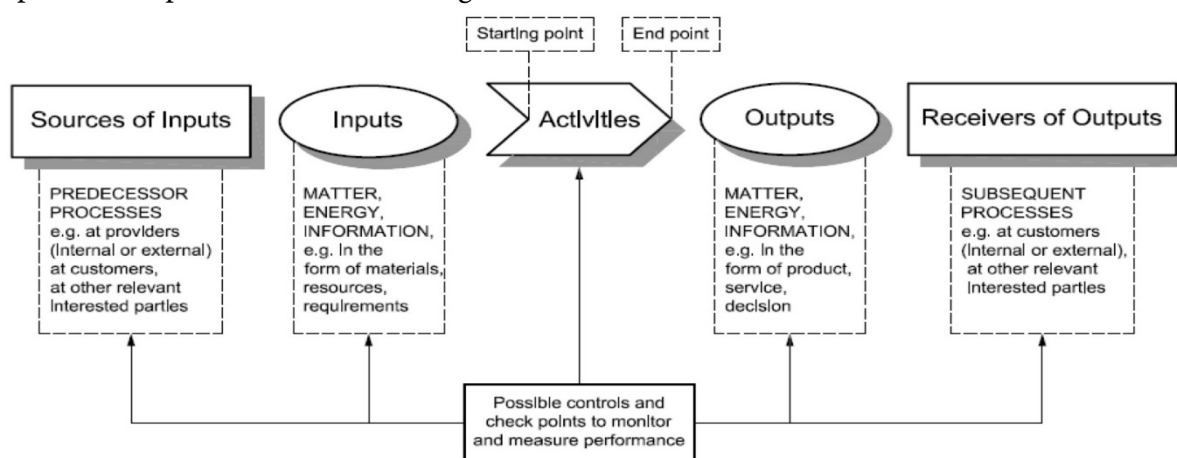 Starting point
End point
Sources of Inputs
Inputs
Activities
Outputs
Receivers of Outputs
PREDECESSOR
PROCESSES
e.g. at providers
(internal or external)
at customers,
at other relevant
interested parties
MATTER,
ENERGY,
INFORMATION,
e.g. in the
form of materials,
resources,
requirements
MATTER,
ENERGY,
INFORMATION,
e.g. in the
form of product,
service,
decision
SUBSEQUENT
PROCESSES
e.g. at customers
(internal or external),
at other relevant
interested parties
Possible controls and
check points to monitor
and measure performance